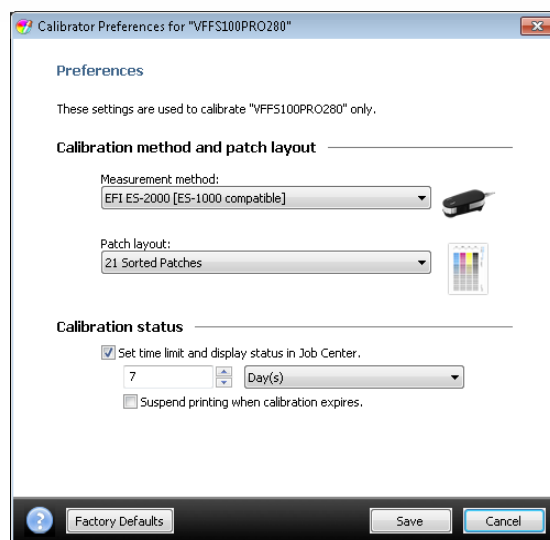 Calibrator Preferences for "VFFS100PRO280"
Preferences
These settings are used to calibrate "VFFS100PRO280" only.
Calibration method and patch layout
Measurement method:
EFI ES-2000 [ES-1000 compatible]
Patch layout:
21 Sorted Patches
Calibration status
Set time limit and display status in Job Center.
7 Day(s)
Suspend printing when calibration expires.
? Factory Defaults Save Cancel